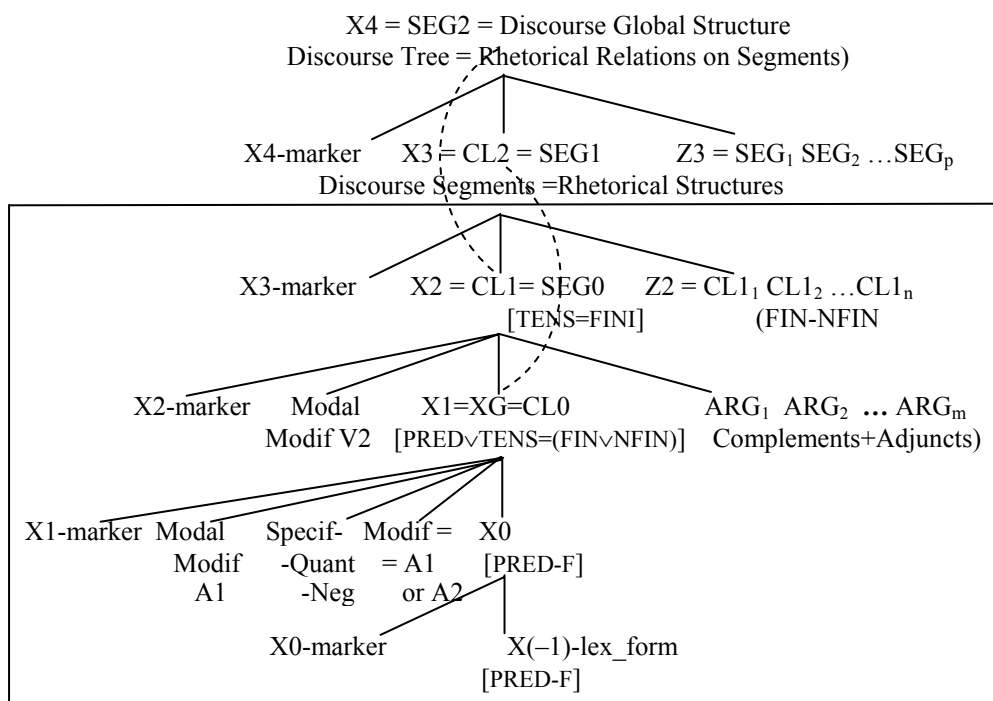 X4 = SEG2 = Discourse Global Structure
Discourse Tree = Rhetorical Relations on Segments)
X4-marker X3 = CL2 = SEG1 Z3 = SEG₁ SEG₂ …SEGₚ
Discourse Segments =Rhetorical Structures
X3-marker X2 = CL1= SEG0 Z2 = CL1₁ CL1₂ …CL1ₙ
[TENS=FINI] (FIN-NFIN
X2-marker Modal X1=XG=CL0 ARG₁ ARG₂ … ARGₘ
Modif V2 [PRED∨TENS=(FIN∨NFIN)] Complements+Adjuncts)
X1-marker Modal Specif- Modif = X0
Modif -Quant = A1 [PRED-F]
A1 -Neg or A2
X0-marker X(–1)-lex_form
[PRED-F]